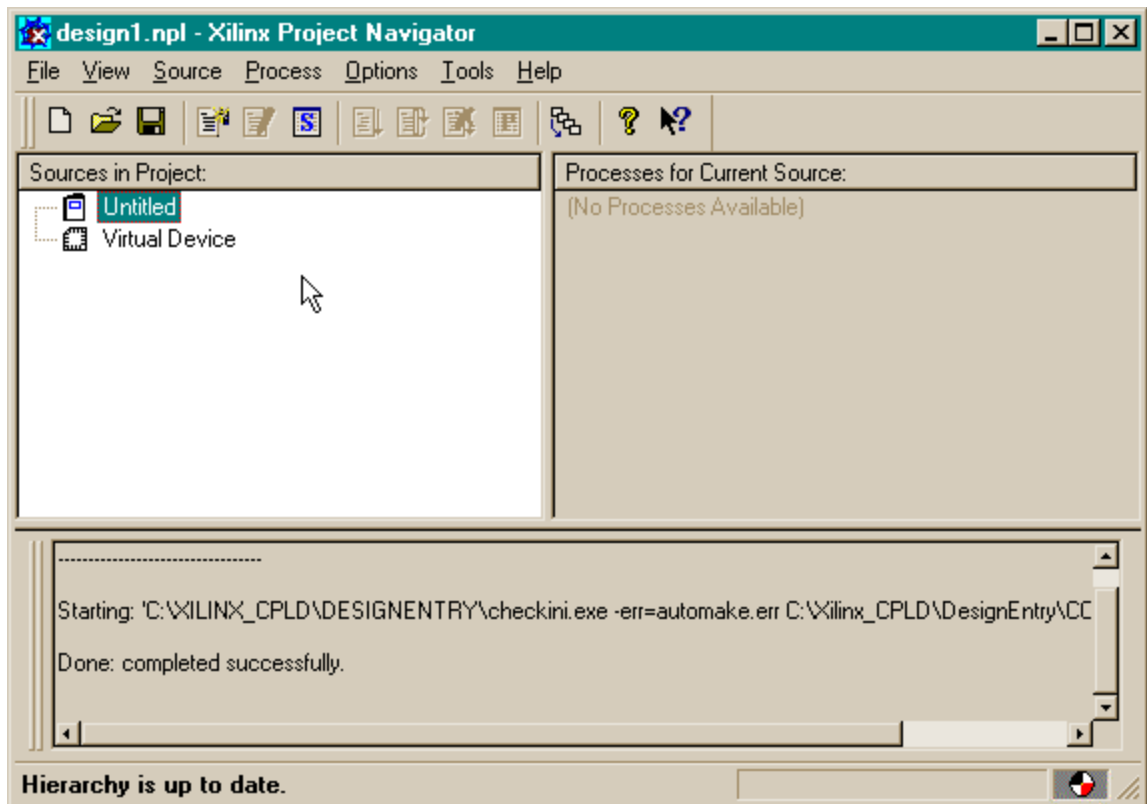 design1.npl - Xilinx Project Navigator
File View Source Process Options Tools Help
Sources in Project:
Untitled
Virtual Device
Processes for Current Source:
(No Processes Available)
----------------------------------
Starting: 'C:\XILINX_CPLD\DESIGNENTRY\checkini.exe -err=automake.err C:\Xilinx_CPLD\DesignEntry\CC
Done: completed successfully.
Hierarchy is up to date.